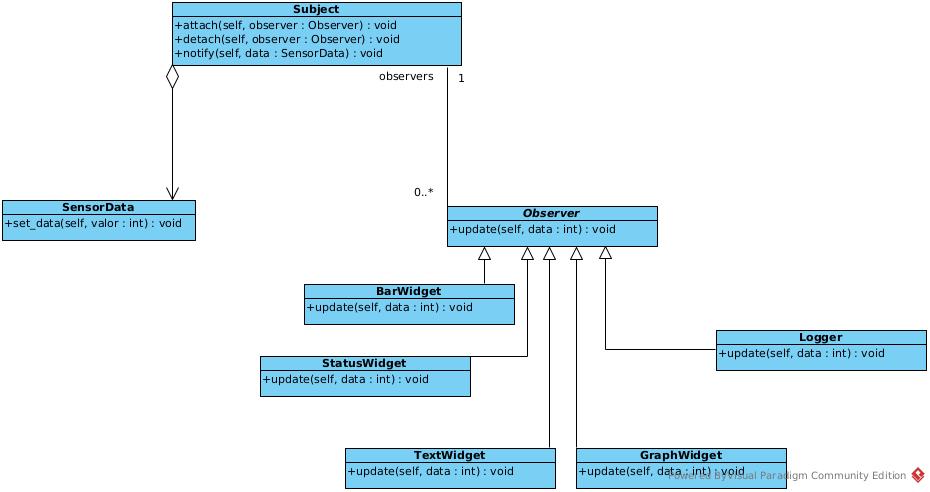 Subject
+attach(self, observer : Observer) : void
+detach(self, observer : Observer) : void
+notify(self, data : SensorData) : void
observers
1
0..*
SensorData
+set_data(self, valor : int) : void
Observer
+update(self, data : int) : void
BarWidget
+update(self, data : int) : void
Logger
+update(self, data : int) : void
StatusWidget
+update(self, data : int) : void
TextWidget
+update(self, data : int) : void
GraphWidget
+update(self, data : int) : void
Powered By Visual Paradigm Community Edition